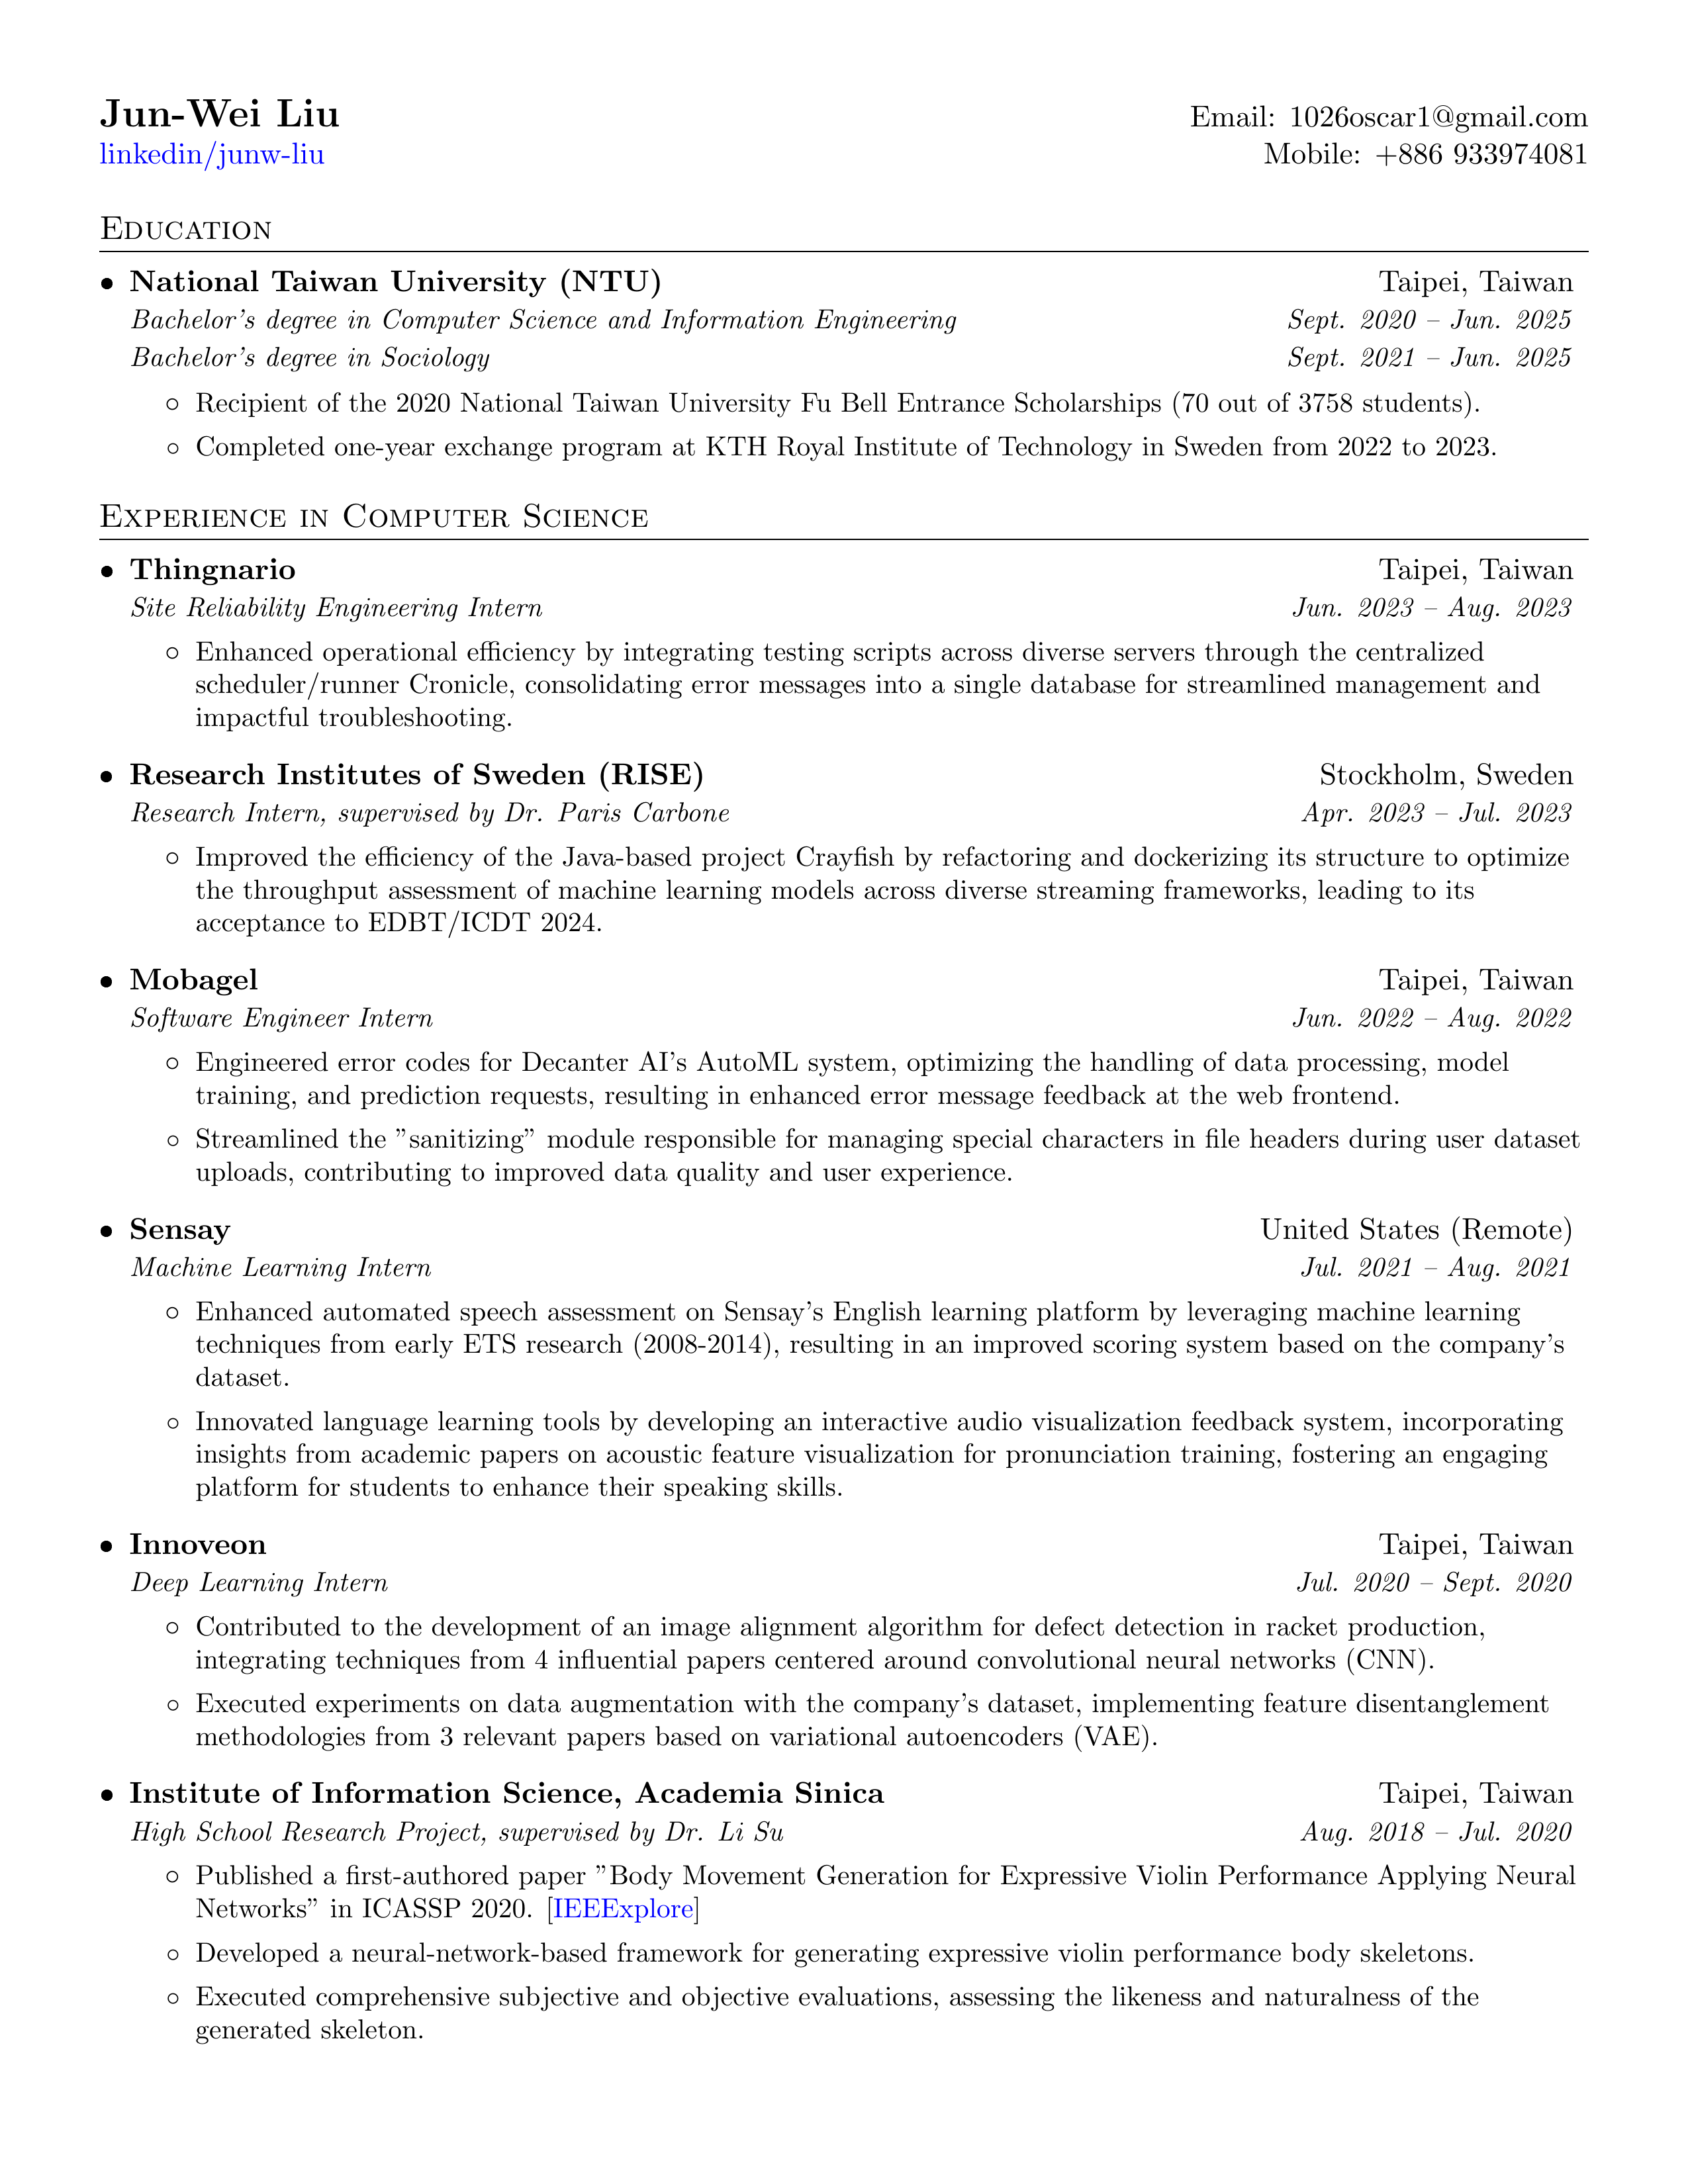 Jun-Wei Liu
Email: 1026oscar1@gmail.com
linkedin/junw-liu
Mobile: +886 933974081
Education
• National Taiwan University (NTU) Taipei, Taiwan
Bachelor's degree in Computer Science and Information Engineering Sept. 2020 – Jun. 2025
Bachelor's degree in Sociology Sept. 2021 – Jun. 2025
◦ Recipient of the 2020 National Taiwan University Fu Bell Entrance Scholarships (70 out of 3758 students).
◦ Completed one-year exchange program at KTH Royal Institute of Technology in Sweden from 2022 to 2023.
Experience in Computer Science
• Thingnario Taipei, Taiwan
Site Reliability Engineering Intern Jun. 2023 – Aug. 2023
◦ Enhanced operational efficiency by integrating testing scripts across diverse servers through the centralized
scheduler/runner Cronicle, consolidating error messages into a single database for streamlined management and
impactful troubleshooting.
• Research Institutes of Sweden (RISE) Stockholm, Sweden
Research Intern, supervised by Dr. Paris Carbone Apr. 2023 – Jul. 2023
◦ Improved the efficiency of the Java-based project Crayfish by refactoring and dockerizing its structure to optimize
the throughput assessment of machine learning models across diverse streaming frameworks, leading to its
acceptance to EDBT/ICDT 2024.
• Mobagel Taipei, Taiwan
Software Engineer Intern Jun. 2022 – Aug. 2022
◦ Engineered error codes for Decanter AI's AutoML system, optimizing the handling of data processing, model
training, and prediction requests, resulting in enhanced error message feedback at the web frontend.
◦ Streamlined the ”sanitizing” module responsible for managing special characters in file headers during user dataset
uploads, contributing to improved data quality and user experience.
• Sensay United States (Remote)
Machine Learning Intern Jul. 2021 – Aug. 2021
◦ Enhanced automated speech assessment on Sensay's English learning platform by leveraging machine learning
techniques from early ETS research (2008-2014), resulting in an improved scoring system based on the company's
dataset.
◦ Innovated language learning tools by developing an interactive audio visualization feedback system, incorporating
insights from academic papers on acoustic feature visualization for pronunciation training, fostering an engaging
platform for students to enhance their speaking skills.
• Innoveon Taipei, Taiwan
Deep Learning Intern Jul. 2020 – Sept. 2020
◦ Contributed to the development of an image alignment algorithm for defect detection in racket production,
integrating techniques from 4 influential papers centered around convolutional neural networks (CNN).
◦ Executed experiments on data augmentation with the company's dataset, implementing feature disentanglement
methodologies from 3 relevant papers based on variational autoencoders (VAE).
• Institute of Information Science, Academia Sinica Taipei, Taiwan
High School Research Project, supervised by Dr. Li Su Aug. 2018 – Jul. 2020
◦ Published a first-authored paper ”Body Movement Generation for Expressive Violin Performance Applying Neural
Networks” in ICASSP 2020. [IEEExplore]
◦ Developed a neural-network-based framework for generating expressive violin performance body skeletons.
◦ Executed comprehensive subjective and objective evaluations, assessing the likeness and naturalness of the
generated skeleton.